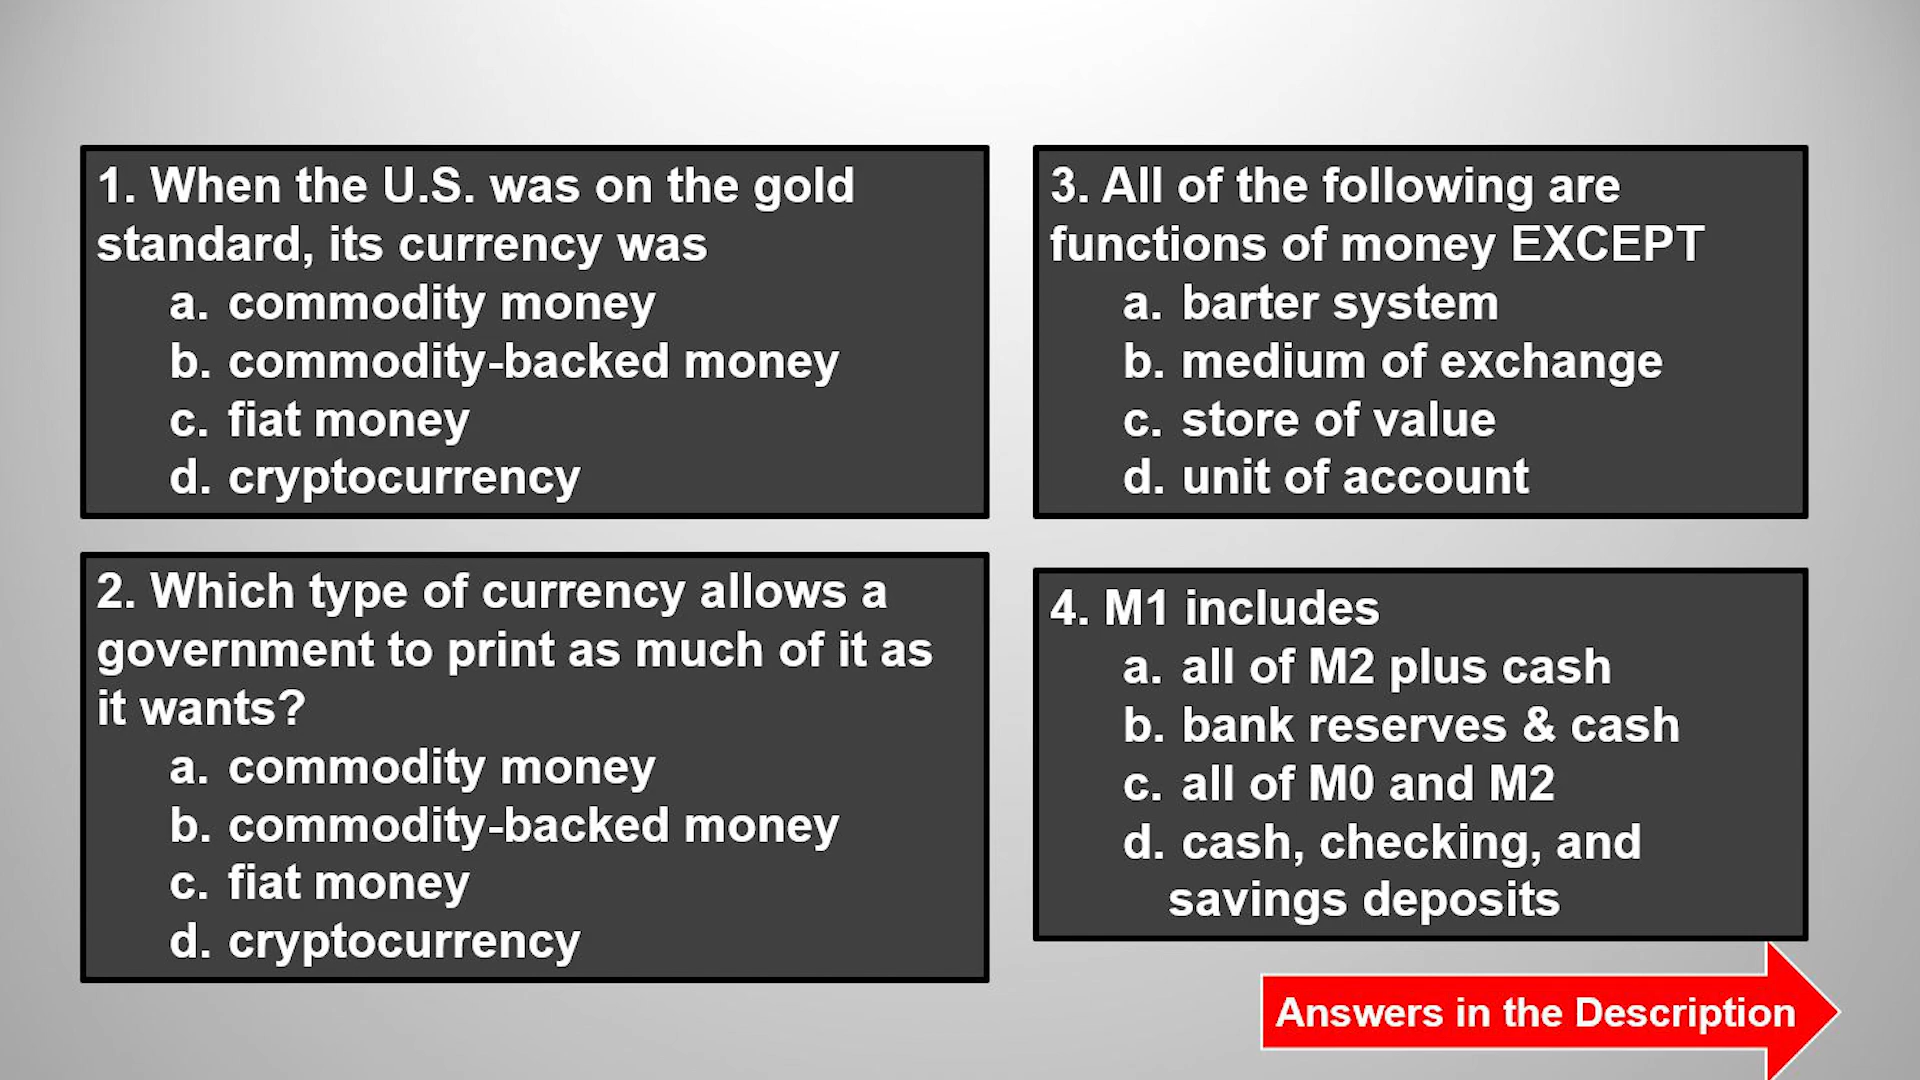 1. When the U.S. was on the gold
standard, its currency was
a. commodity money
b. commodity-backed money
c. fiat money
d. cryptocurrency
2. Which type of currency allows a
government to print as much of it as
it wants?
a. commodity money
b. commodity-backed money
c. fiat money
d. cryptocurrency
3. All of the following are
functions of money EXCEPT
a. barter system
b. medium of exchange
c. store of value
d. unit of account
4. M1 includes
a. all of M2 plus cash
b. bank reserves & cash
c. all of M0 and M2
d. cash, checking, and
savings deposits
Answers in the Description